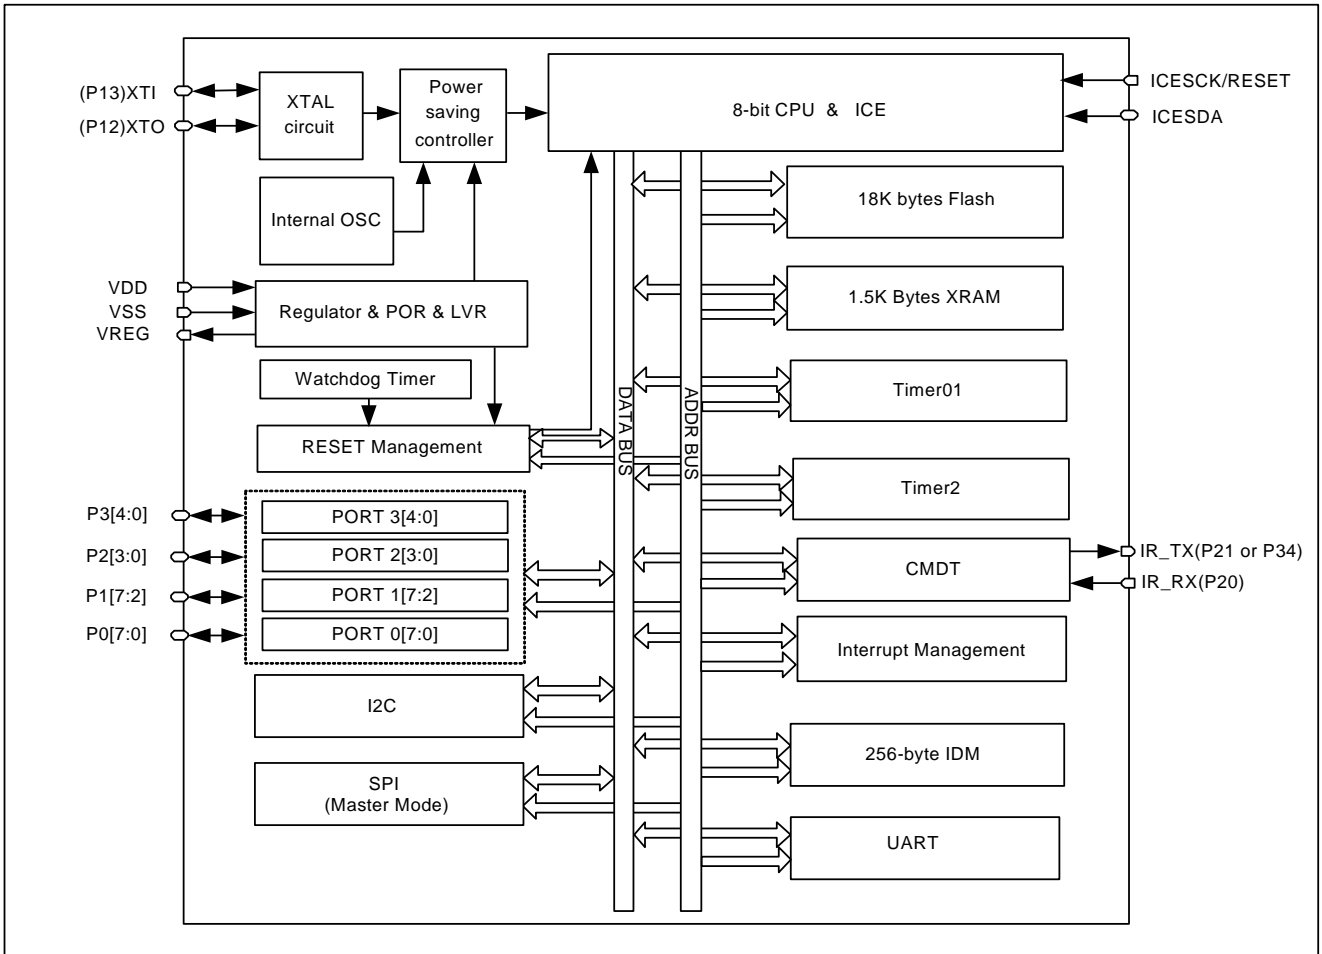 (P13)XTI
(P12)XTO
XTAL
circuit
Power
saving
controller
8-bit CPU & ICE
ICESCK/RESET
ICESDA
Internal OSC
18K bytes Flash
VDD
VSS
VREG
Regulator & POR & LVR
1.5K Bytes XRAM
Watchdog Timer
RESET Management
DATA BUS
ADDR BUS
Timer01
Timer2
P3[4:0]
P2[3:0]
P1[7:2]
P0[7:0]
PORT 3[4:0]
PORT 2[3:0]
PORT 1[7:2]
PORT 0[7:0]
CMDT
IR_TX(P21 or P34)
IR_RX(P20)
Interrupt Management
I2C
256-byte IDM
SPI
(Master Mode)
UART